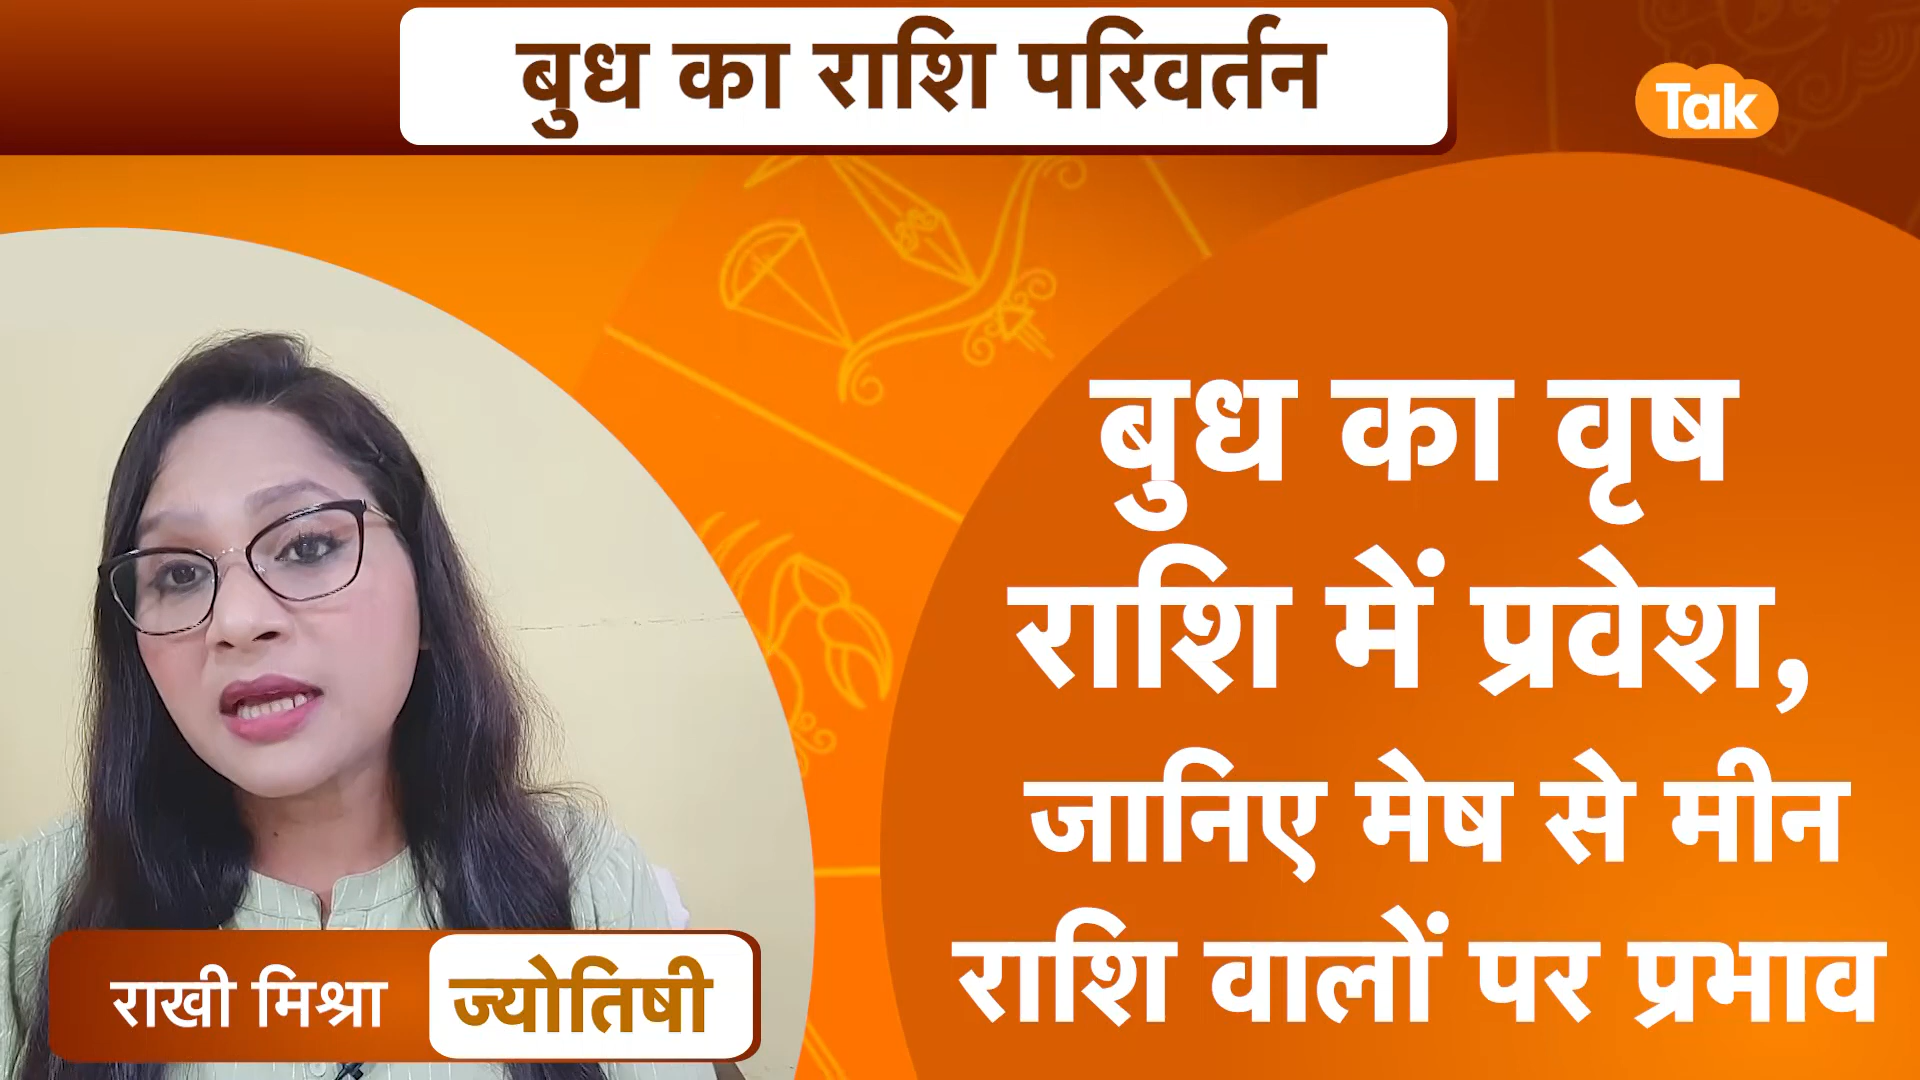 बुध का राशि परिवर्तन
Tak
बुध का वृष
राशि में प्रवेश,
जानिए मेष से मीन
राशि वालों पर प्रभाव
राखी मिश्रा
ज्योतिषी